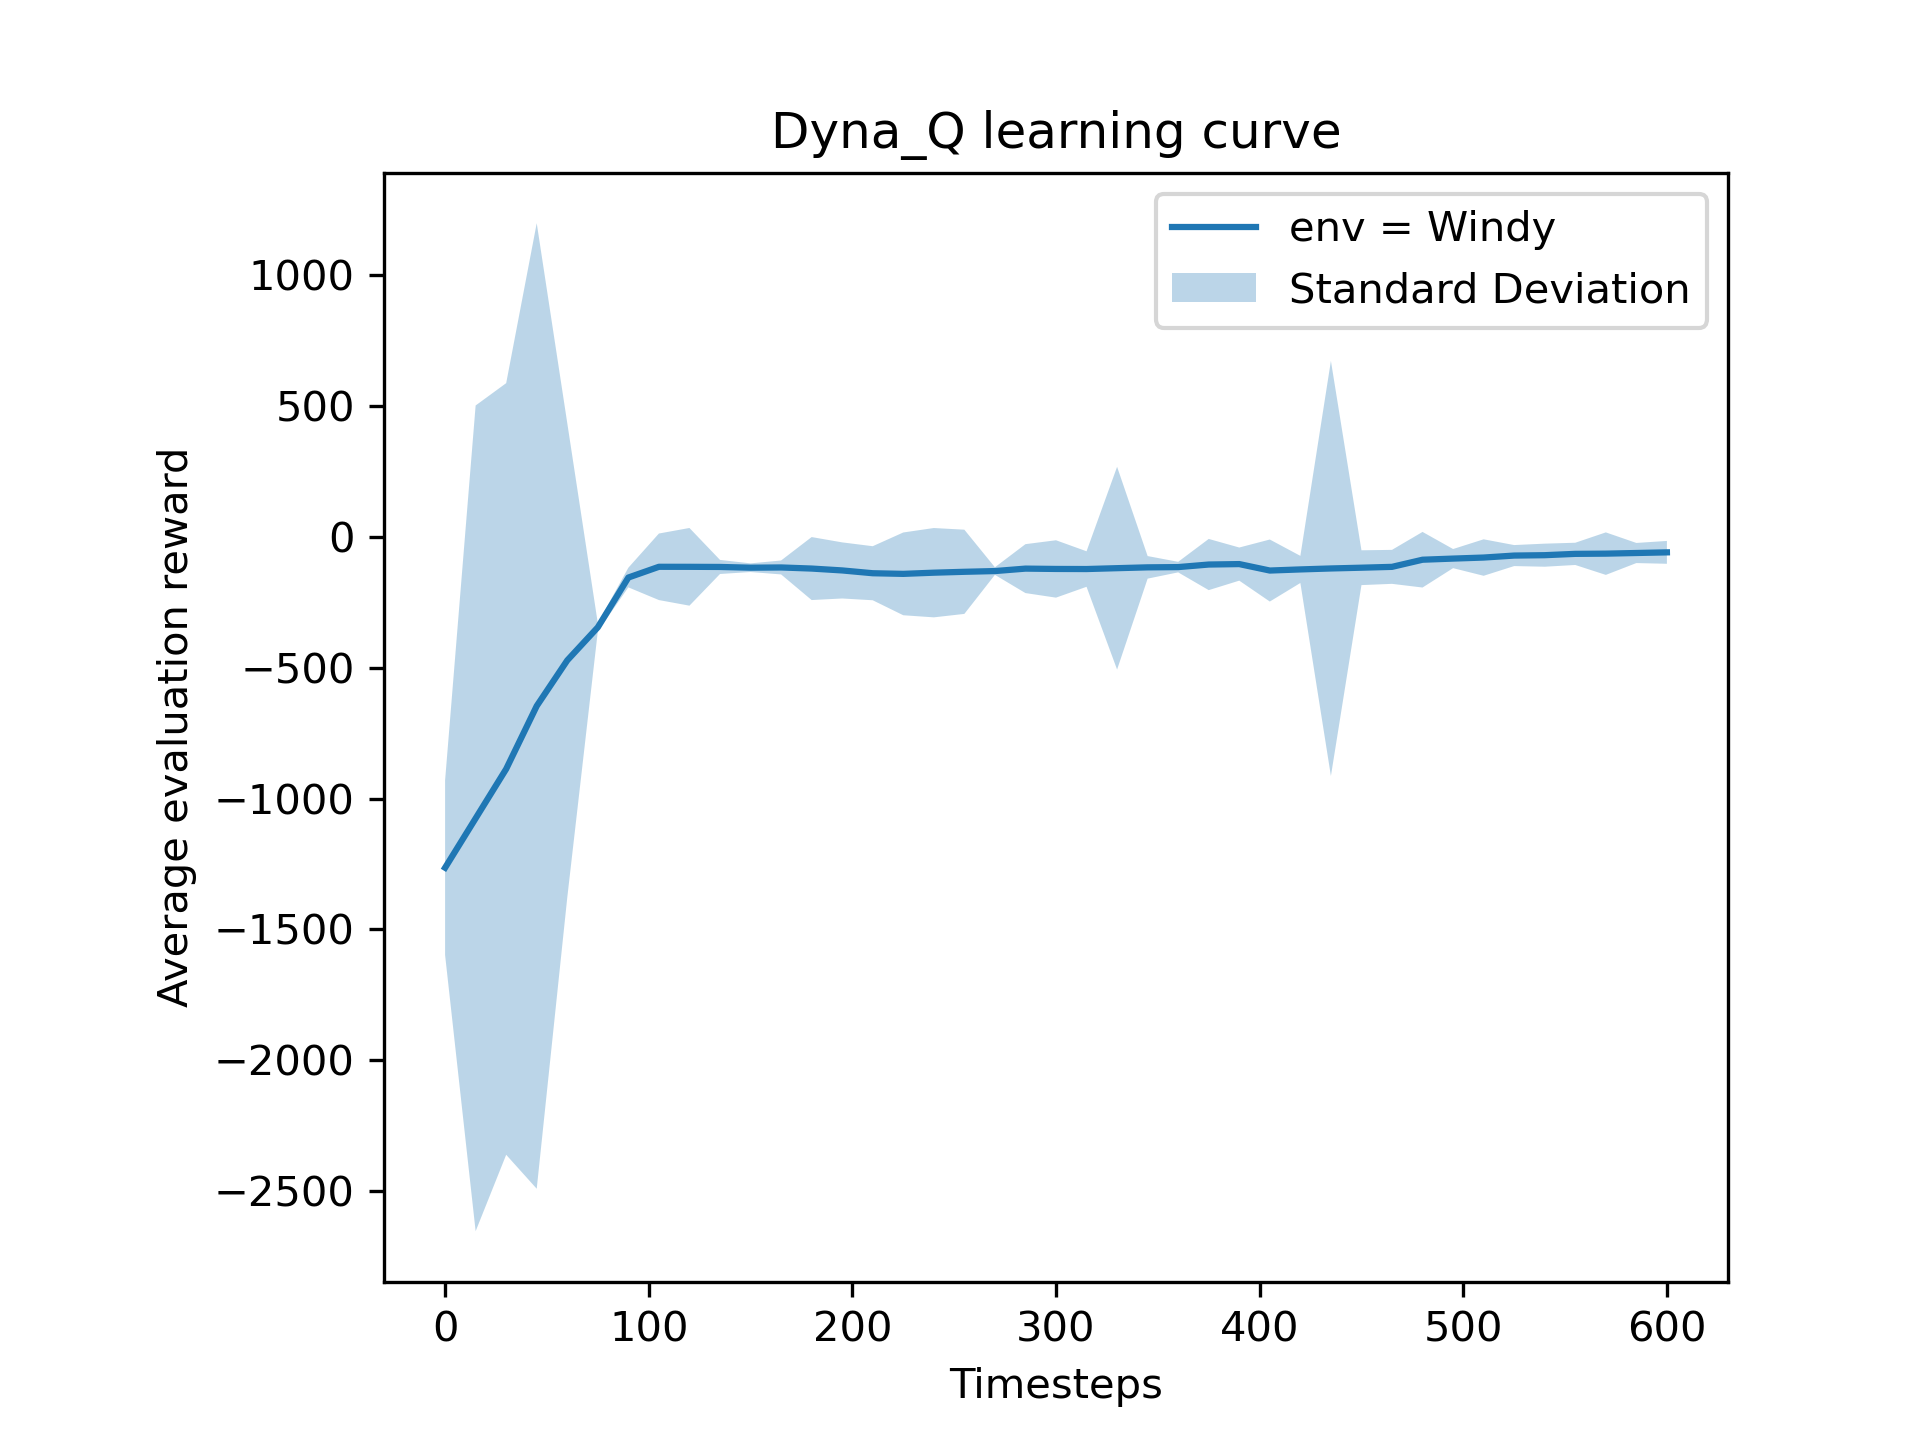 Dyna_Q learning curve
env = Windy
Standard Deviation
Average evaluation reward
1000
500
0
−500
−1000
−1500
−2000
−2500
0 100 200 300 400 500 600
Timesteps